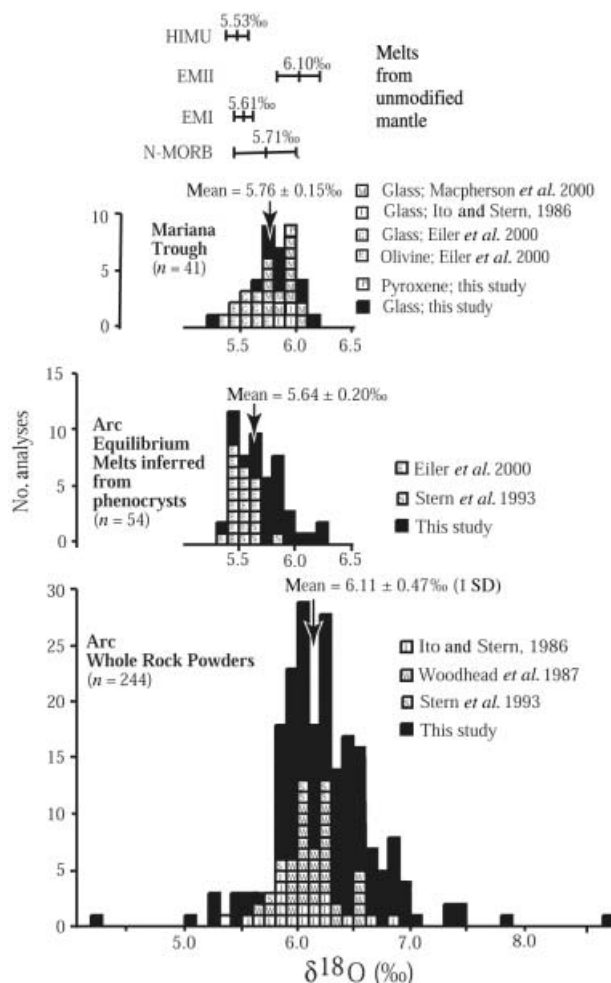 5.53‰
HIMU
6.10‰
EMII
Melts
from
unmodified
mantle
5.61‰
EMI
5.71‰
N-MORB
Mean = 5.76 ± 0.15‰
Mariana
Trough
(n = 41)
10
5
0
5.5 6.0 6.5
Glass; Macpherson et al. 2000
Glass; Ito and Stern, 1986
Glass; Eiler et al. 2000
Olivine; Eiler et al. 2000
Pyroxene; this study
Glass; this study
No. analyses
15
10
5
0
Mean = 5.64 ± 0.20‰
Arc
Equilibrium
Melts inferred
from
phenocrysts
(n = 54)
5.5 6.0 6.5
Eiler et al. 2000
Stern et al. 1993
This study
30
25
20
15
10
5
0
Mean = 6.11 ± 0.47‰ (1 SD)
Arc
Whole Rock Powders
(n = 244)
Ito and Stern, 1986
Woodhead et al. 1987
Stern et al. 1993
This study
5.0 6.0 7.0 8.0
δ18O (‰)